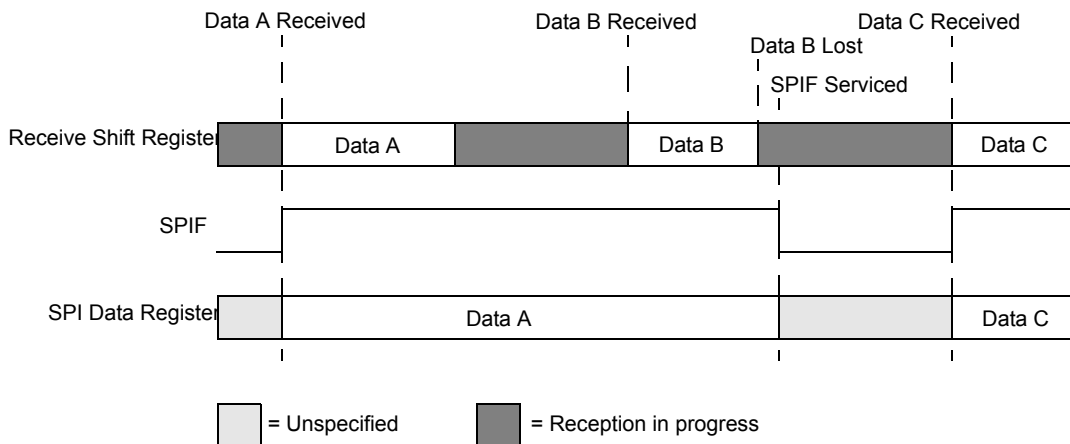 Data A Received
Data B Received
Data C Received
Data B Lost
SPIF Serviced
Receive Shift Register
Data A
Data B
Data C
SPIF
SPI Data Register
Data A
Data C
= Unspecified
= Reception in progress